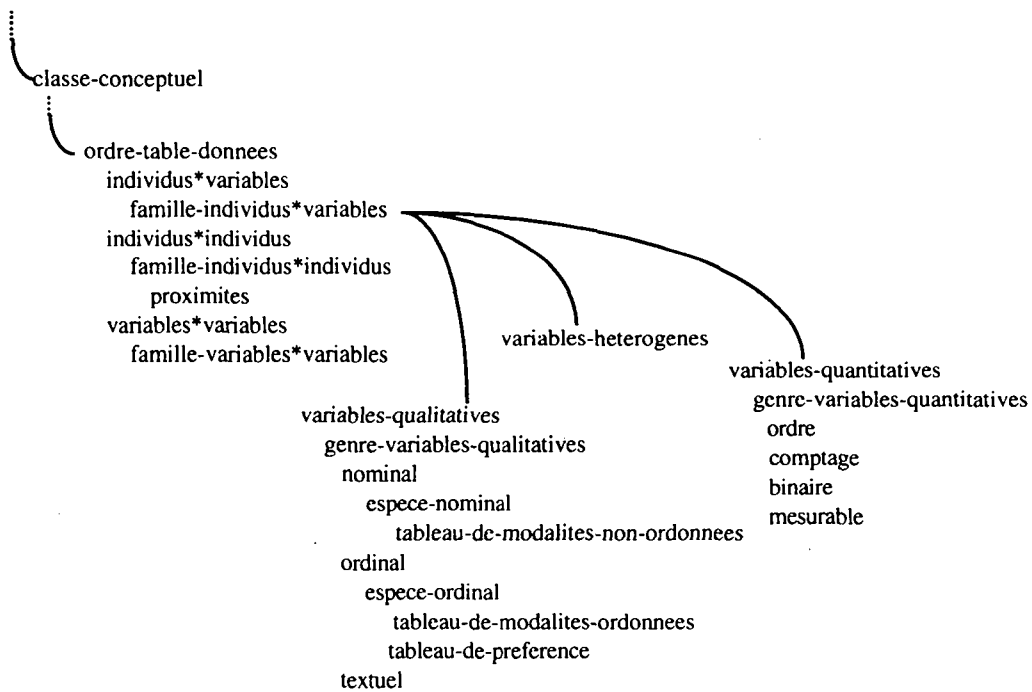 classe-conceptuel
ordre-table-donnees
individus*variables
famille-individus*variables
individus*individus
famille-individus*individus
proximites
variables*variables
famille-variables*variables
variables-heterogenes
variables-quantitatives
genre-variables-quantitatives
ordre
comptage
binaire
mesurable
variables-qualitatives
genre-variables-qualitatives
nominal
espece-nominal
tableau-de-modalites-non-ordonnees
ordinal
espece-ordinal
tableau-de-modalites-ordonnees
tableau-de-preference
textuel